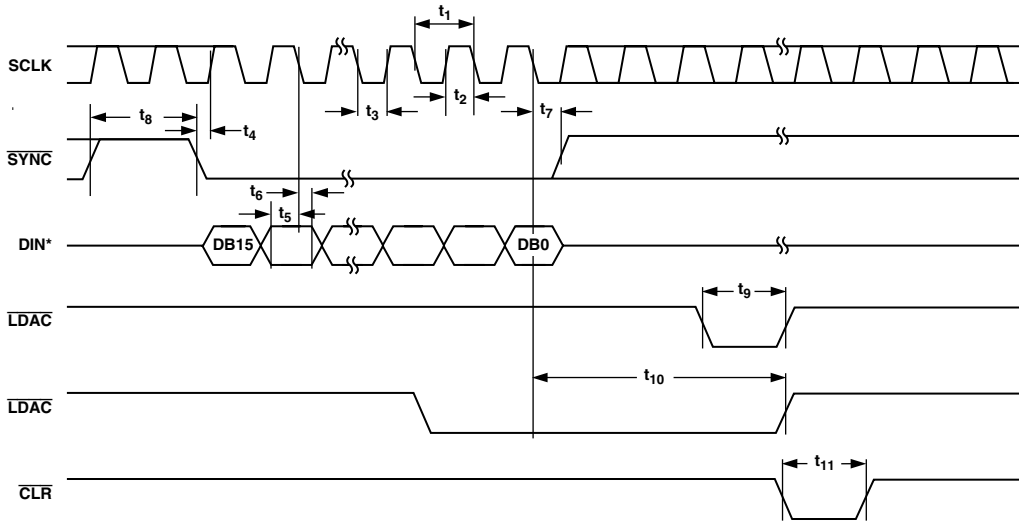 t1
SCLK
t8
t4
t3
t2
t7
SYNC
t6
t5
DIN*
DB15
DB0
t9
LDAC
t10
LDAC
t11
CLR